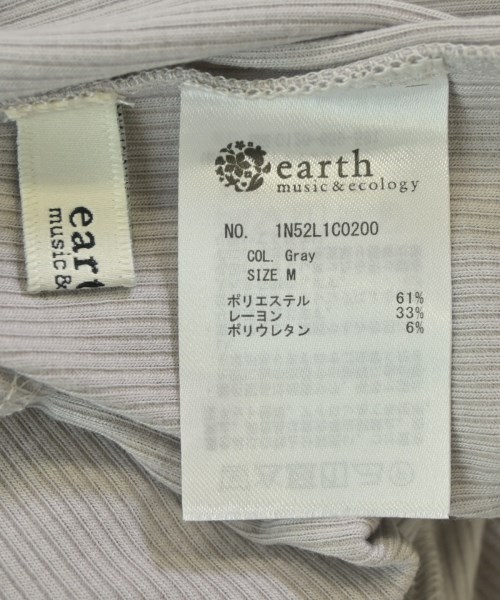 earth
music & ecology
NO. 1N52L1C0200
COL. Gray
SIZE M
ポリエステル 61%
レーヨン 33%
ポリウレタン 6%
ear
music &